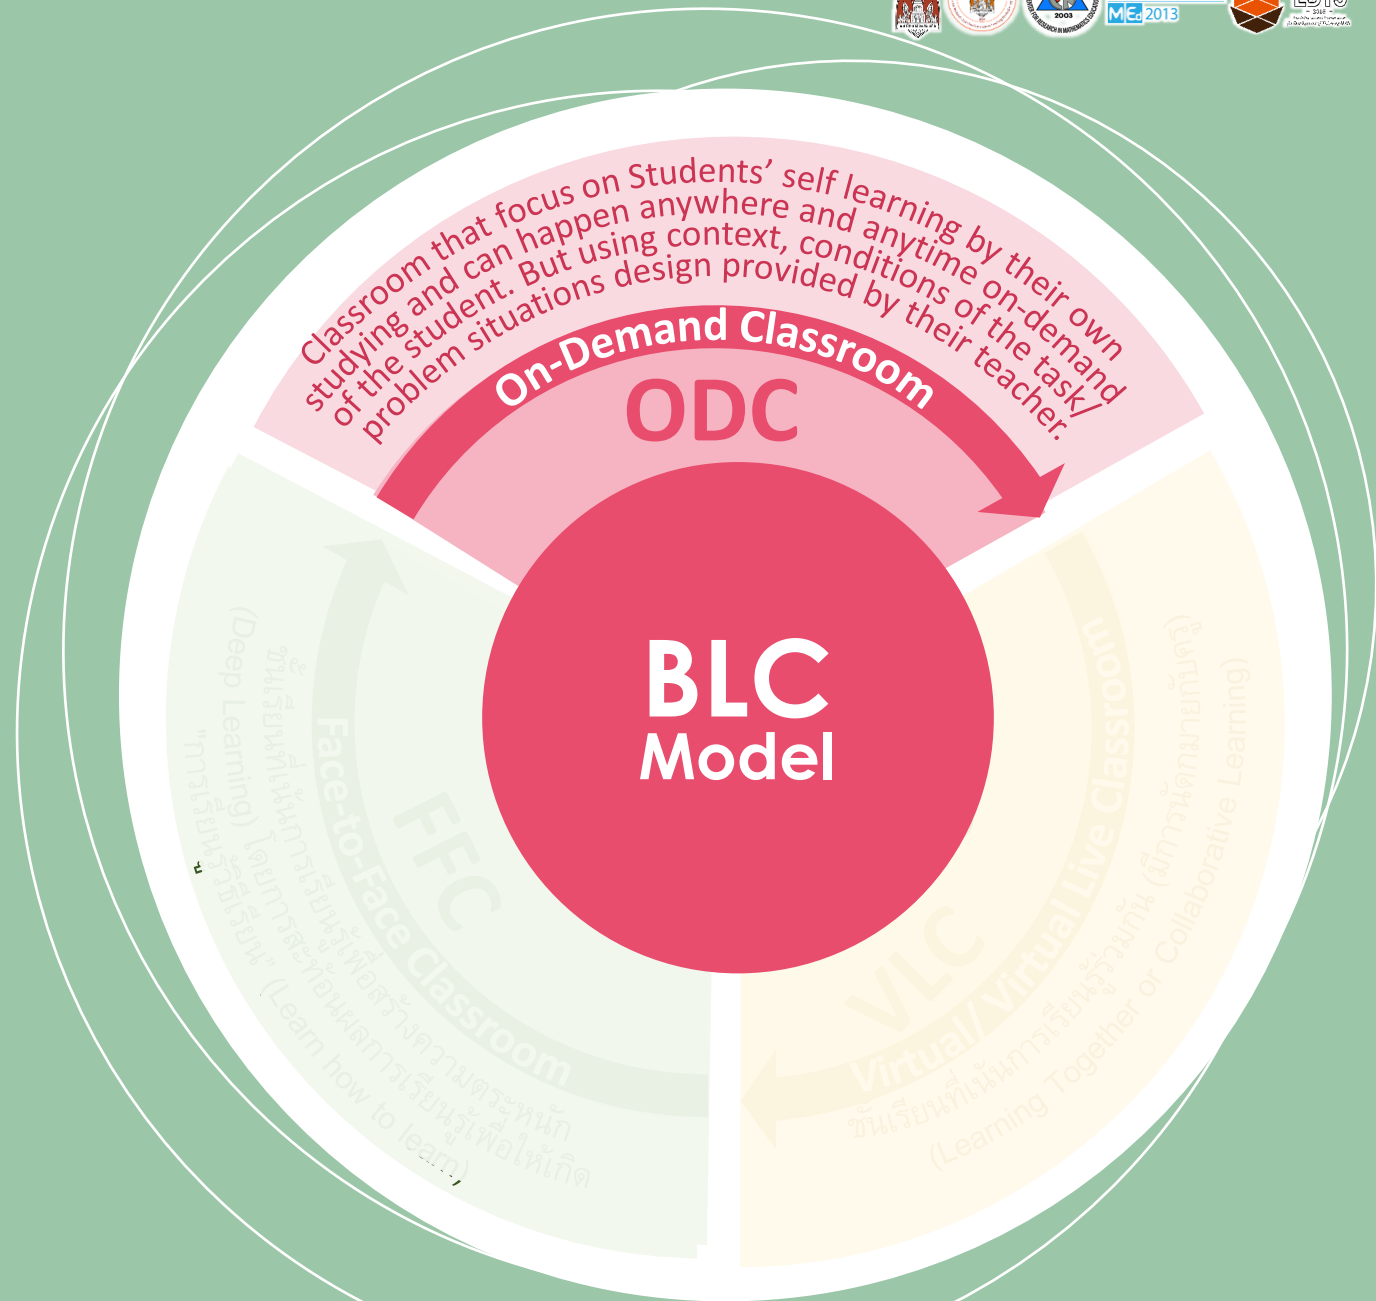 2003
CENTER FOR RESEARCH IN MATHEMATICS EDUCATION
MEd 2013
EDTS
- 2018 -
Classroom that focus on Students’ self learning by their own
studying and can happen anywhere and anytime on-demand
of the student. But using context, conditions of the task/
problem situations design provided by their teacher.
On-Demand Classroom
ODC
BLC
Model
Virtual/ Virtual Live Classroom
VLC
ชั้นเรียนที่เน้นการเรียนรู้ร่วมกัน (มีการนัดหมายกับครู)
(Learning Together or Collaborative Learning)
Face-to-Face Classroom
FFC
ชั้นเรียนที่เน้นการเรียนรู้เพื่อสร้างความตระหนัก
(Deep Learning) โดยการสะท้อนผลการเรียนรู้เพื่อให้เกิด
"การเรียนรู้วิธีเรียน" (Learn how to learn)